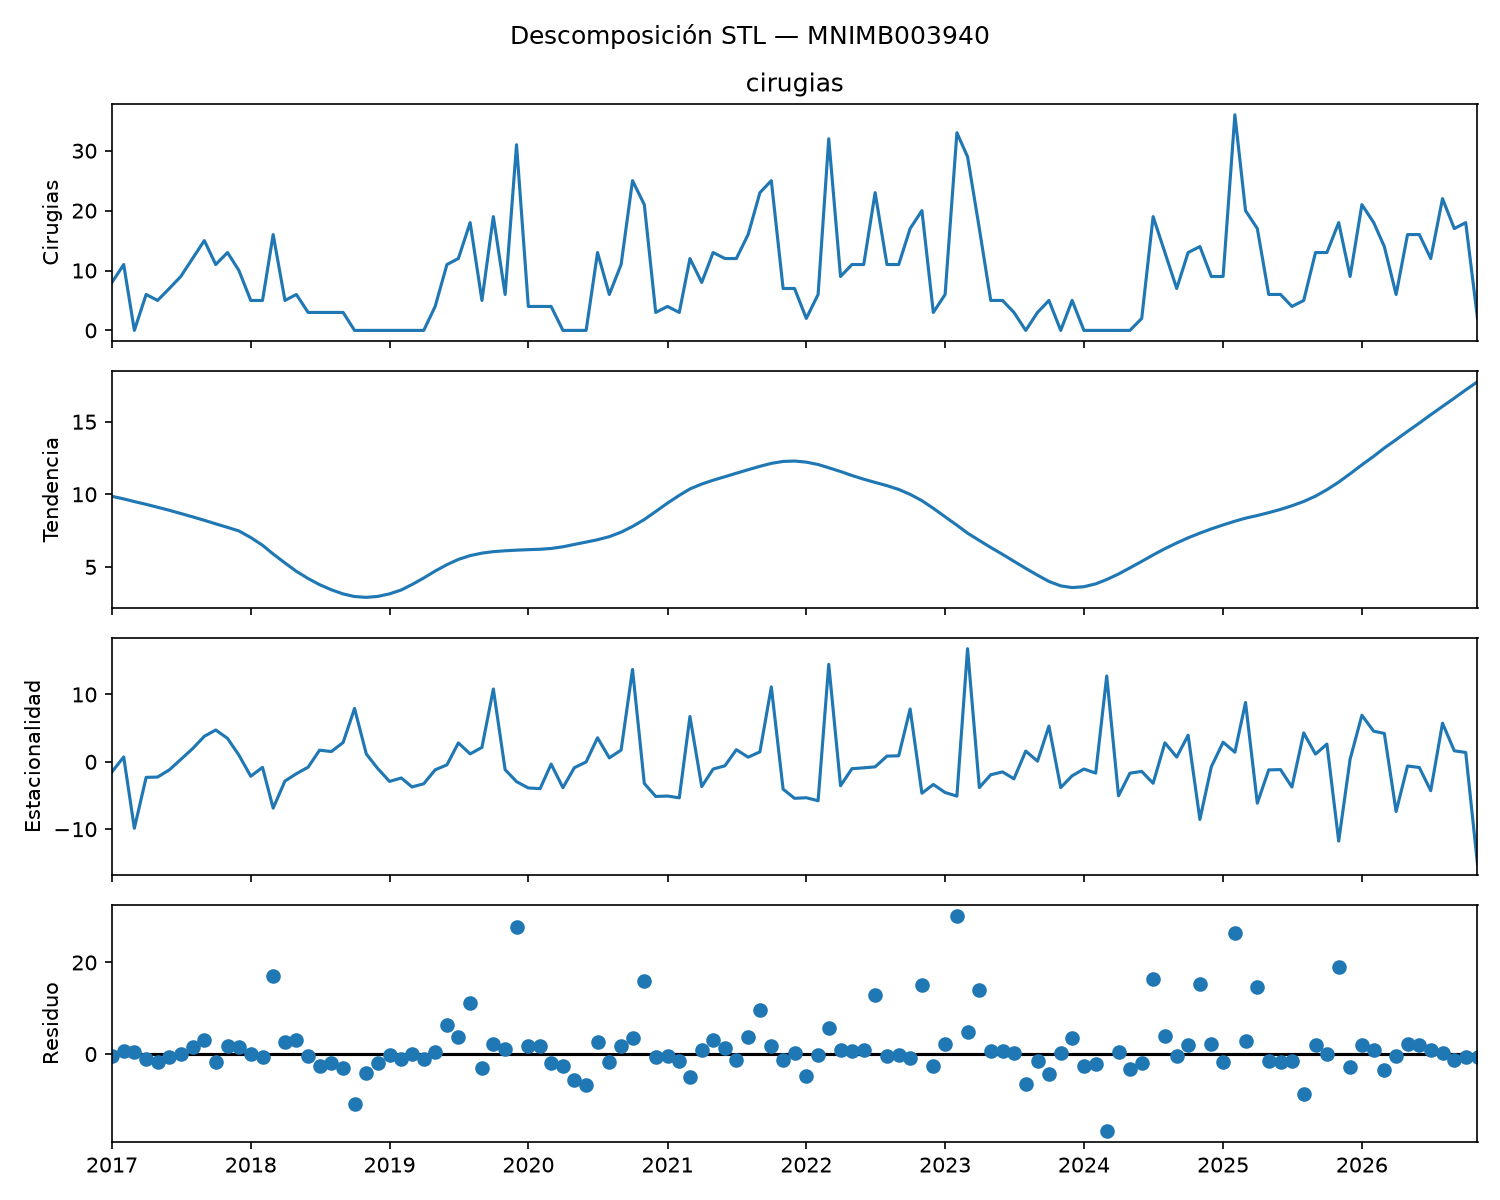 Descomposición STL — MNIMB003940
cirugias
Cirugias
30
20
10
0
Tendencia
15
10
5
Estacionalidad
10
0
−10
Residuo
20
0
2017 2018 2019 2020 2021 2022 2023 2024 2025 2026